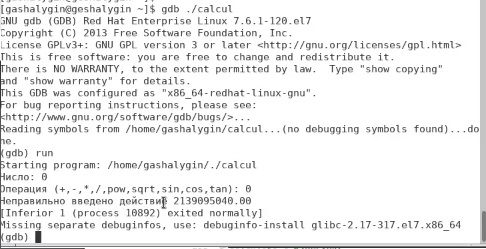 [gashalygin@geshalygin ~]$ gdb ./calcul
GNU gdb (GDB) Red Hat Enterprise Linux 7.6.1-120.el7
Copyright (C) 2013 Free Software Foundation, Inc.
License GPLv3+: GNU GPL version 3 or later <http://gnu.org/licenses/gpl.html>
This is free software: you are free to change and redistribute it.
There is NO WARRANTY, to the extent permitted by law.  Type "show copying"
and "show warranty" for details.
This GDB was configured as "x86_64-redhat-linux-gnu".
For bug reporting instructions, please see:
<http://www.gnu.org/software/gdb/bugs/>...
Reading symbols from /home/gashalygin/calcul...(no debugging symbols found)...do
ne.
(gdb) run
Starting program: /home/gashalygin/./calcul
Число: 0
Операция (+,-,*,/,pow,sqrt,sin,cos,tan): 0
Неправильно введено действие 2139095040.00
[Inferior 1 (process 10892) exited normally]
Missing separate debuginfos, use: debuginfo-install glibc-2.17-317.el7.x86_64
(gdb)